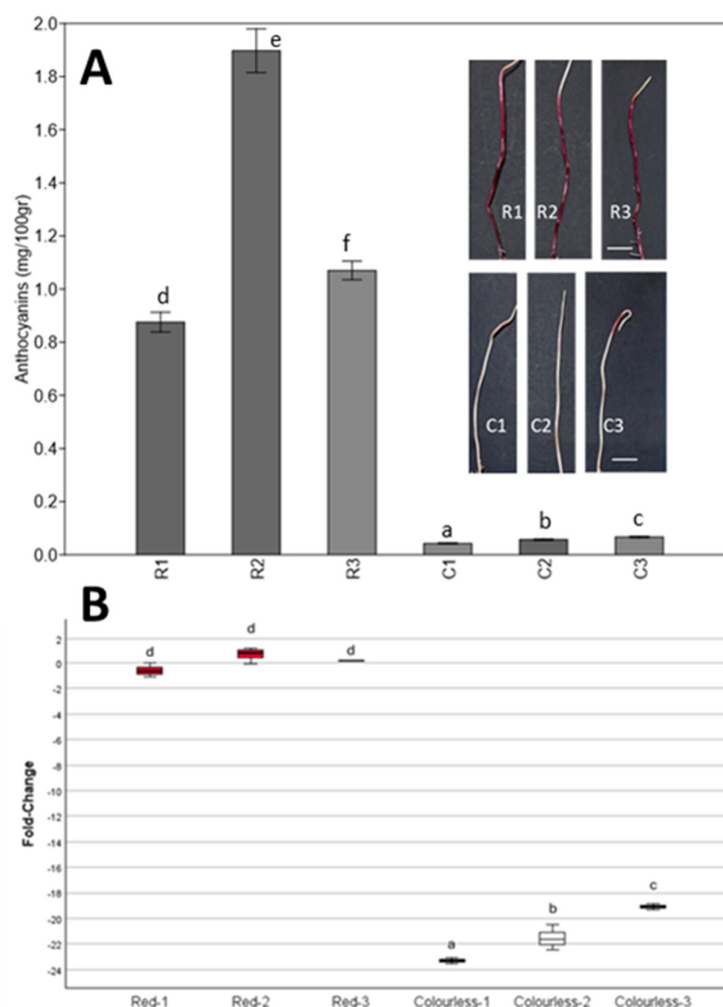 A
Anthocyanins (mg/100gr)
2.0
1.8
1.6
1.4
1.2
1.0
0.8
0.6
0.4
0.2
0.0
d
e
f
a
b
c
R1
R2
R3
C1
C2
C3
R1 R2 R3
C1 C2 C3
B
Fold-Change
2
0
-2
-4
-6
-8
-10
-12
-14
-16
-18
-20
-22
-24
d
d
d
a
b
c
Red-1 Red-2 Red-3 Colourless-1 Colourless-2 Colourless-3